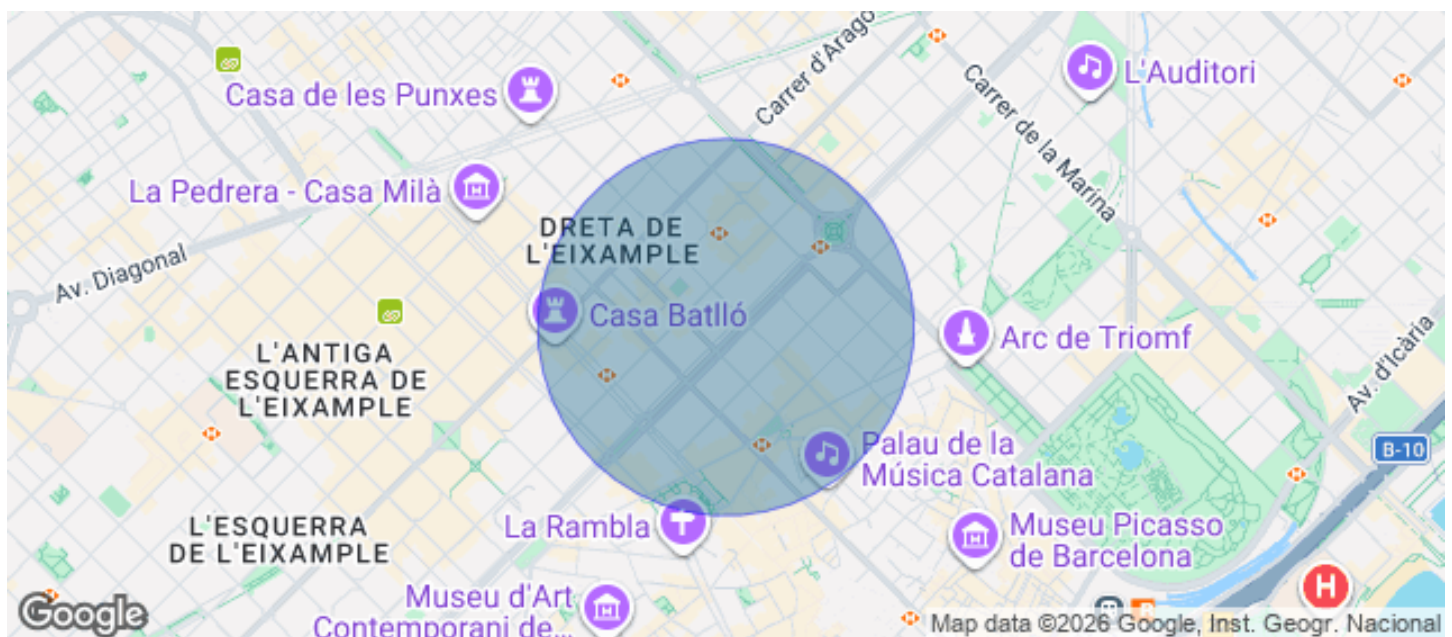 Carrer d'Arago
L'Auditori
Casa de les Punxes
Carrer de la Marina
La Pedrera - Casa Milà
DRETA DE
L'EIXAMPLE
Av. Diagonal
Casa Batlló
Arc de Triomf
L'ANTIGA
ESQUERRA DE
L'EIXAMPLE
Av. d'Icària
Palau de la
Música Catalana
B-10
L'ESQUERRA
DE L'EIXAMPLE
La Rambla
Museu Picasso
de Barcelona
H
Museu d'Art
Contemporani de...
Google
Map data ©2026 Google, Inst. Geogr. Nacional